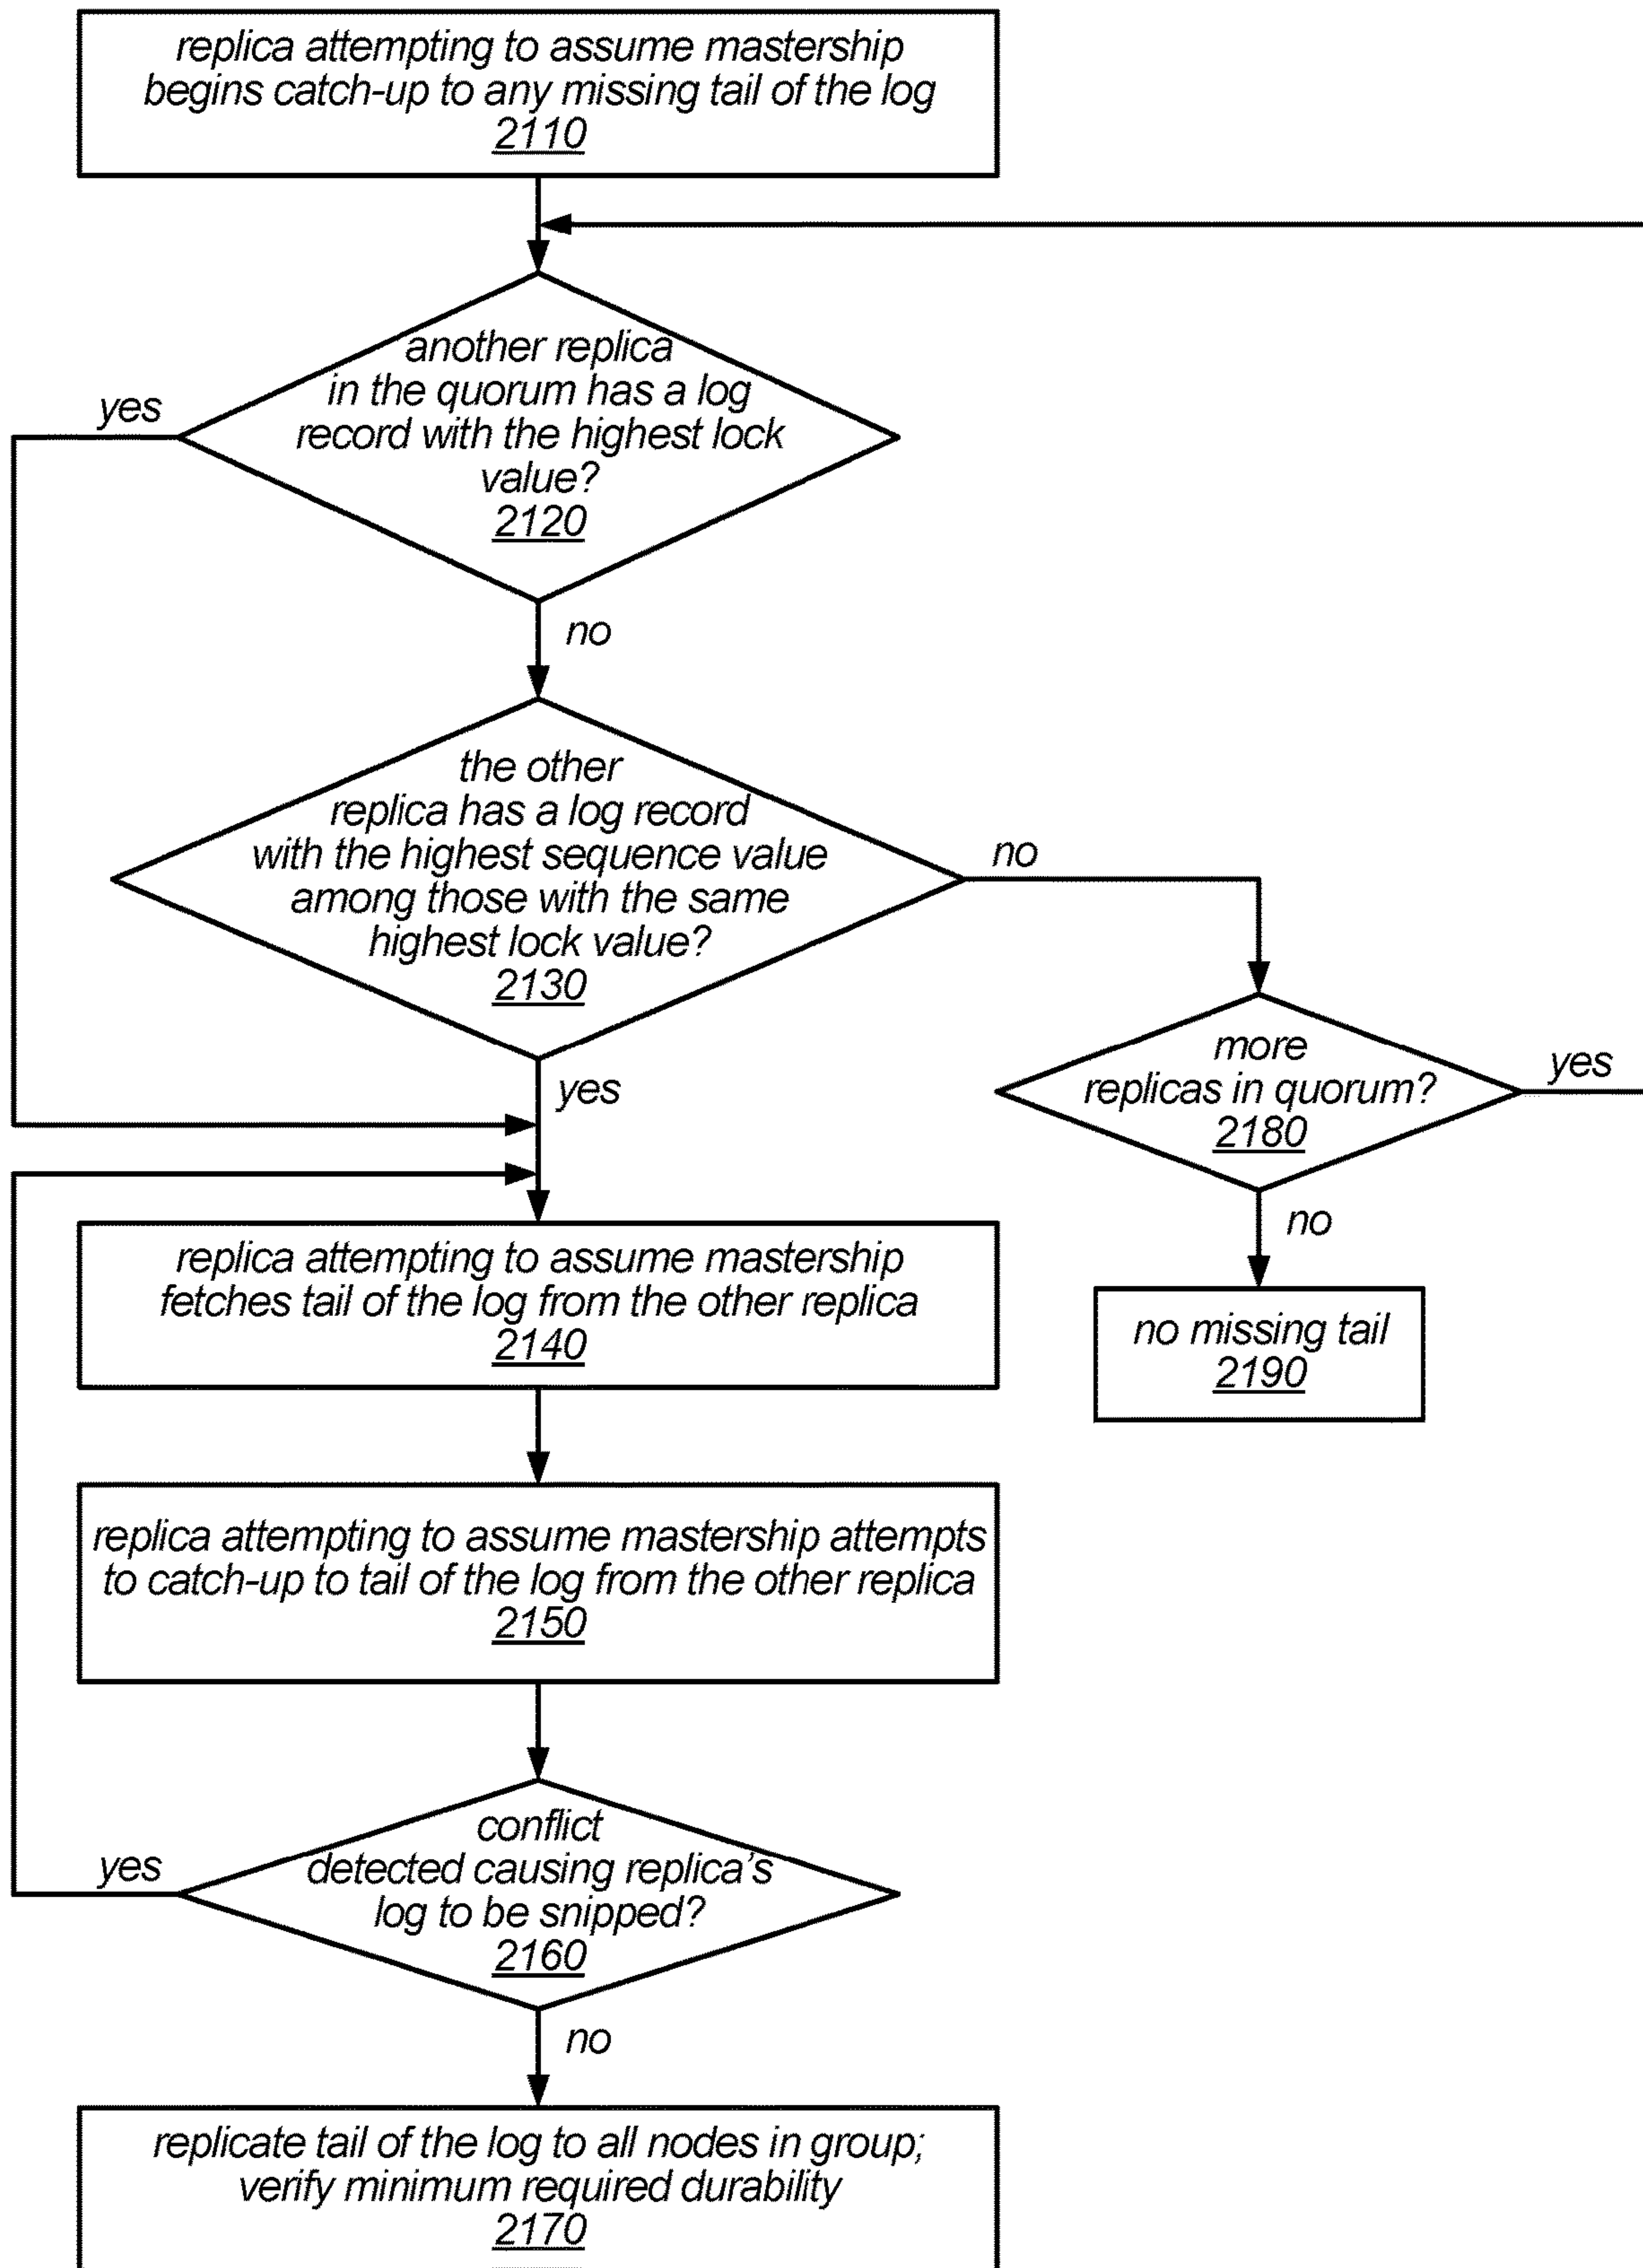 replica attempting to assume mastership
begins catch-up to any missing tail of the log
2110
another replica
in the quorum has a log
record with the highest lock
value?
2120
yes
no
the other
replica has a log record
with the highest sequence value
among those with the same
highest lock value?
2130
no
yes
more
replicas in quorum?
2180
yes
no
no missing tail
2190
replica attempting to assume mastership
fetches tail of the log from the other replica
2140
replica attempting to assume mastership attempts
to catch-up to tail of the log from the other replica
2150
conflict
detected causing replica's
log to be snipped?
2160
yes
no
replicate tail of the log to all nodes in group;
verify minimum required durability
2170